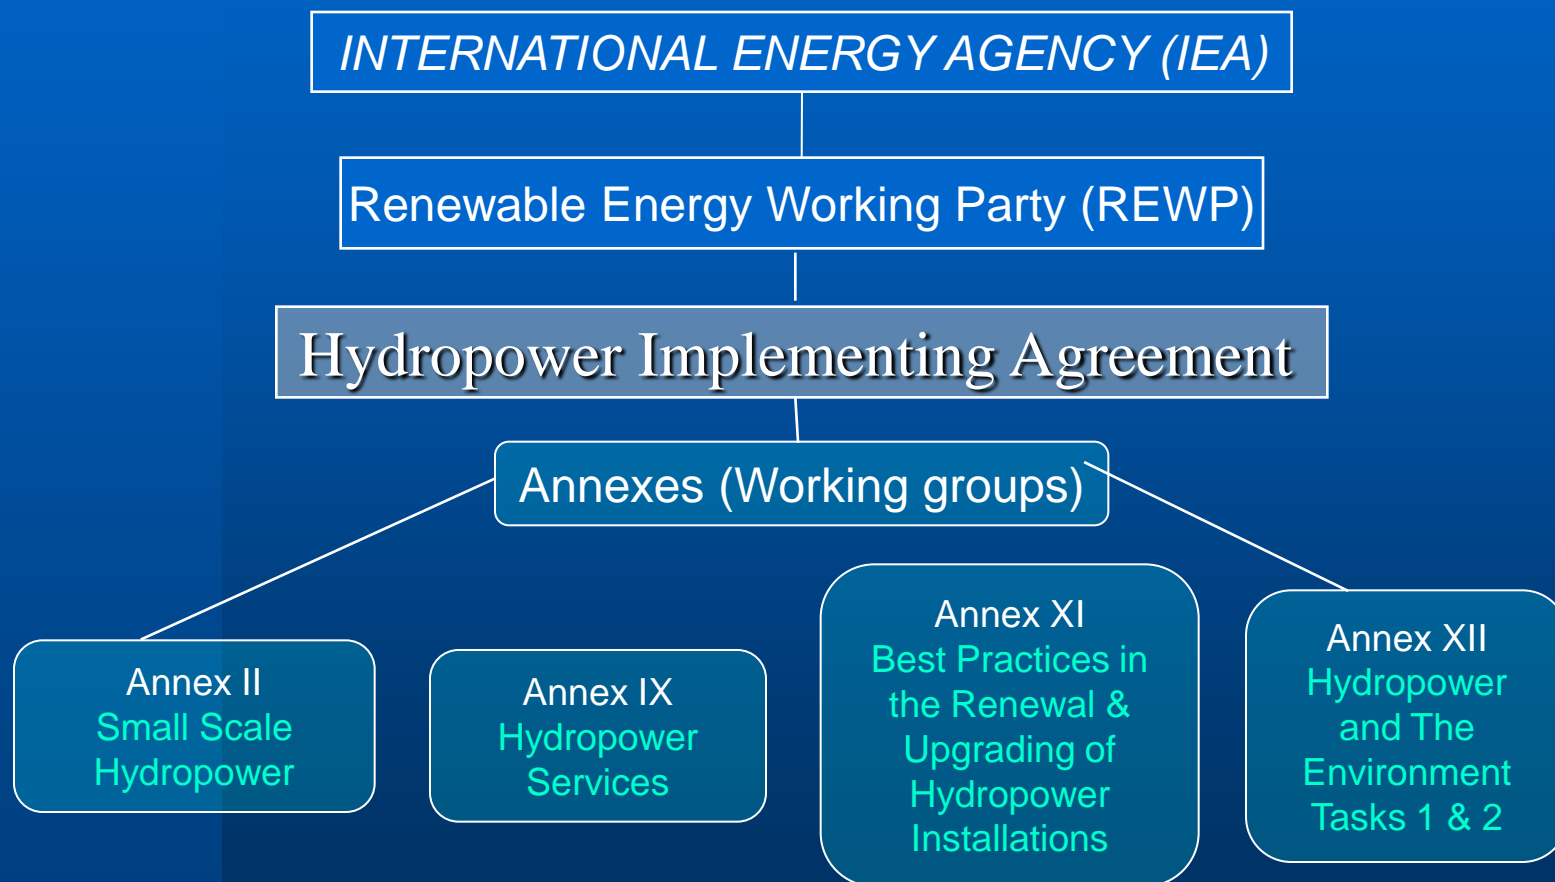 INTERNATIONAL ENERGY AGENCY (IEA)
Renewable Energy Working Party (REWP)
Hydropower Implementing Agreement
Annexes (Working groups)
Annex II
Small Scale
Hydropower
Annex IX
Hydropower
Services
Annex XI
Best Practices in
the Renewal &
Upgrading of
Hydropower
Installations
Annex XII
Hydropower
and The
Environment
Tasks 1 & 2